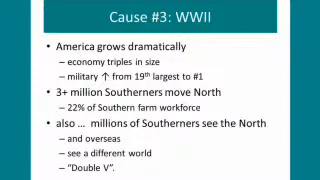 Cause #3: WWII
• America grows dramatically
– economy triples in size
– military ↑ from 19th largest to #1
• 3+ million Southerners move North
– 22% of Southern farm workforce
• also … millions of Southerners see the North
– and overseas
– see a different world
– “Double V”.